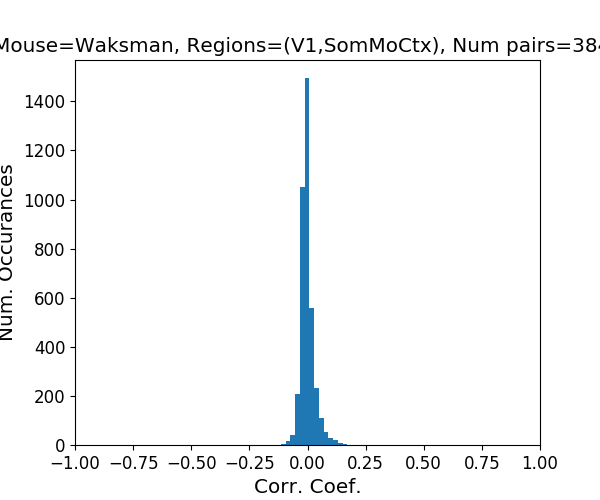 Mouse=Waksman, Regions=(V1,SomMoCtx), Num pairs=384
Num. Occurances
1400
1200
1000
800
600
400
200
0
−1.00 −0.75 −0.50 −0.25 0.00 0.25 0.50 0.75 1.00
Corr. Coef.